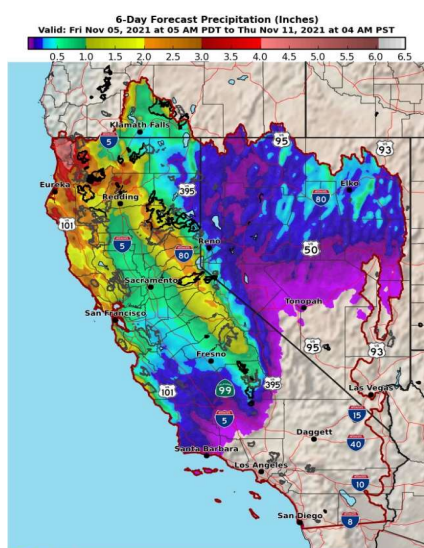 6-Day Forecast Precipitation (Inches)
Valid: Fri Nov 05, 2021 at 05 AM PDT to Thu Nov 11, 2021 at 04 AM PST
0.5 1.0 1.5 2.0 2.5 3.0 3.5 4.0 4.5 5.0 5.5 6.0 6.5
Klamath Falls
5
95
93
Eureka
Redding
395
Elko
80
101
5
Reno
50
80
Sacramento
Tonopah
San Francisco
95
93
Fresno
101
99
395
Las Vegas
5
15
Daggett
Santa Barbara
40
Los Angeles
10
San Diego
8